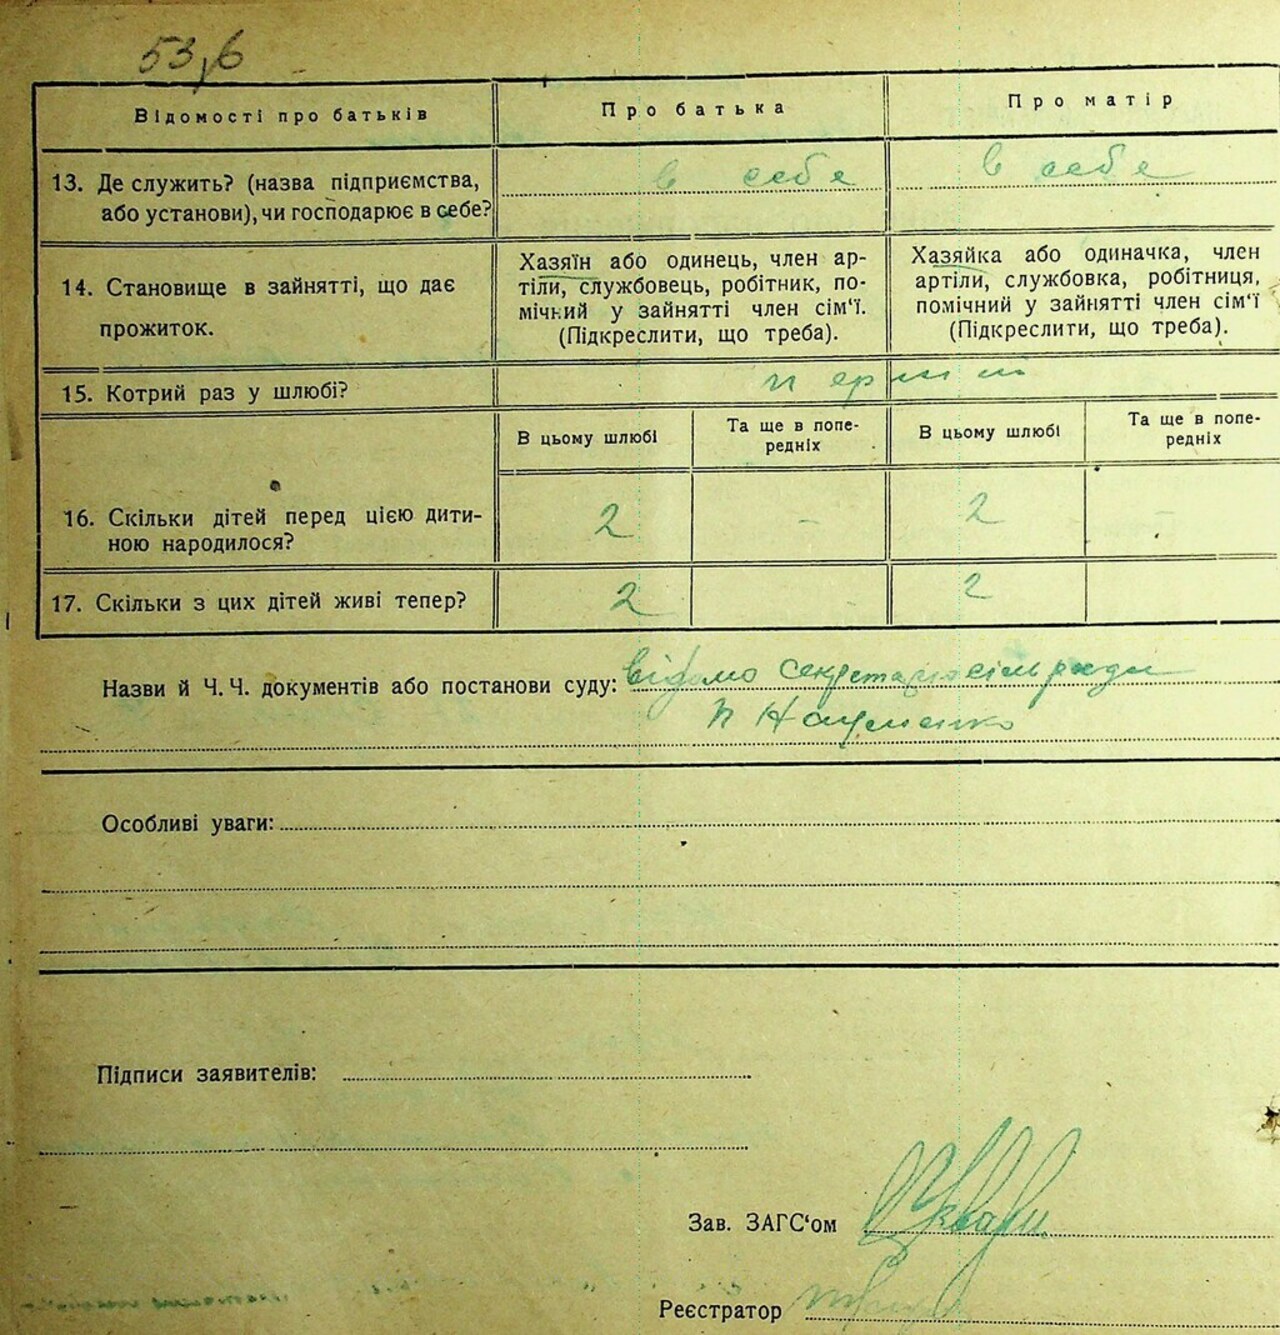 53,6
Відомості про батьків
Про батька
Про матір
13. Де служить? (назва підприємства,
або установи), чи господарює в себе?
в себе
в себе
14. Становище в зайнятті, що дає
прожиток.
Хазяїн або одинець, член ар-
тіли, службовець, робітник, по-
мічний у зайнятті член сім'ї.
(Підкреслити, що треба).
Хазяйка або одиначка, член
артіли, службовка, робітниця,
помічний у зайнятті член сім'ї
(Підкреслити, що треба).
15. Котрий раз у шлюбі?
В цьому шлюбі
Та ще в попе-
редніх
В цьому шлюбі
Та ще в попе-
редніх
16. Скільки дітей перед цією дити-
ною народилося?
2
–
2
–
17. Скільки з цих дітей живі тепер?
2
2
Назви й Ч. Ч. документів або постанови суду: відомо секретарю сільради
п Науменко
Особливі уваги:
Підписи заявителів:
Зав. ЗАГС'ом
Реєстратор